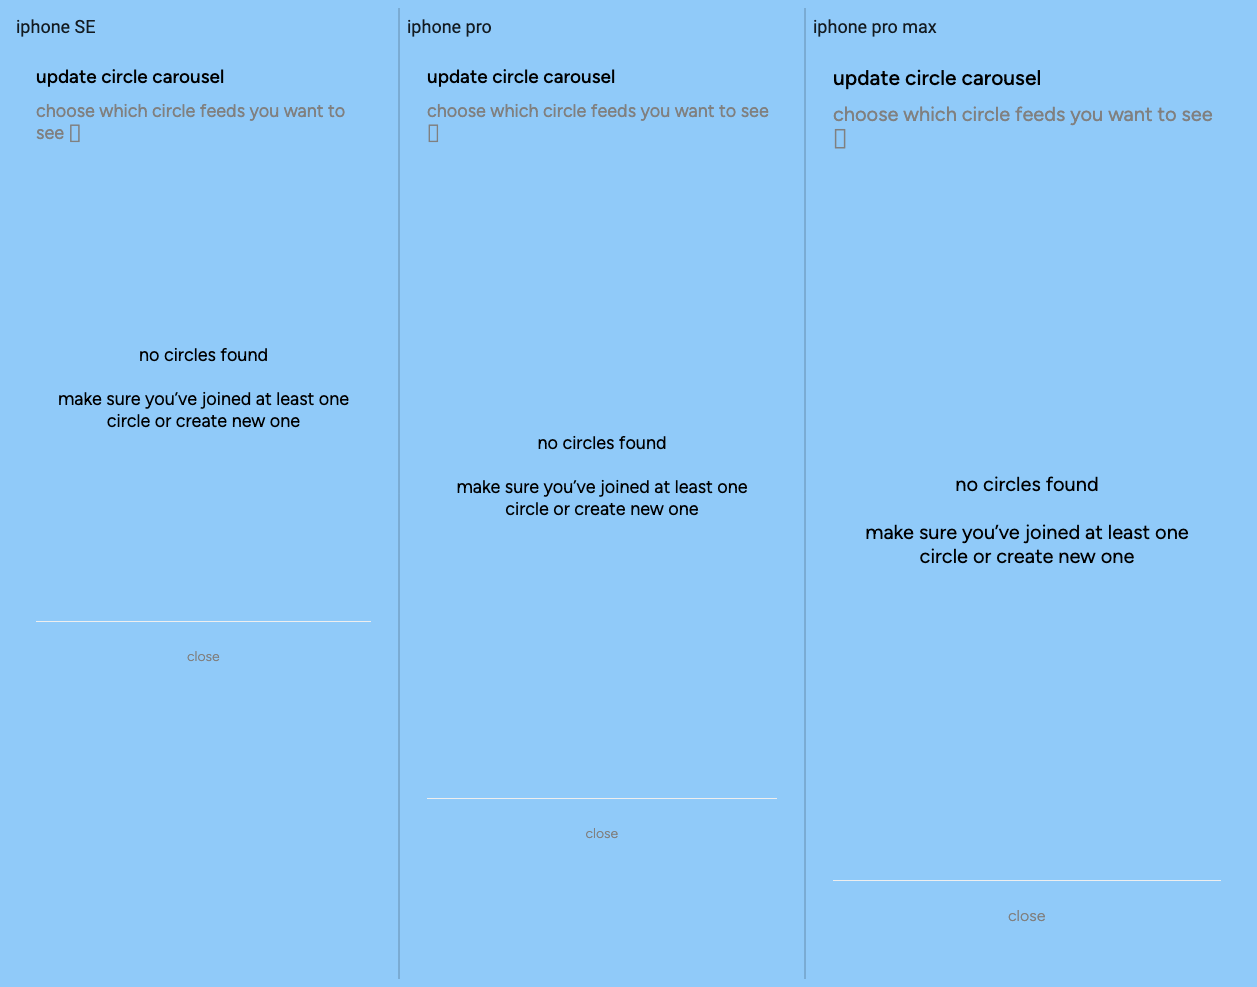 iphone SE
update circle carousel
choose which circle feeds you want to
see
no circles found
make sure you’ve joined at least one
circle or create new one
close
iphone pro
update circle carousel
choose which circle feeds you want to see
no circles found
make sure you’ve joined at least one
circle or create new one
close
iphone pro max
update circle carousel
choose which circle feeds you want to see
no circles found
make sure you’ve joined at least one
circle or create new one
close